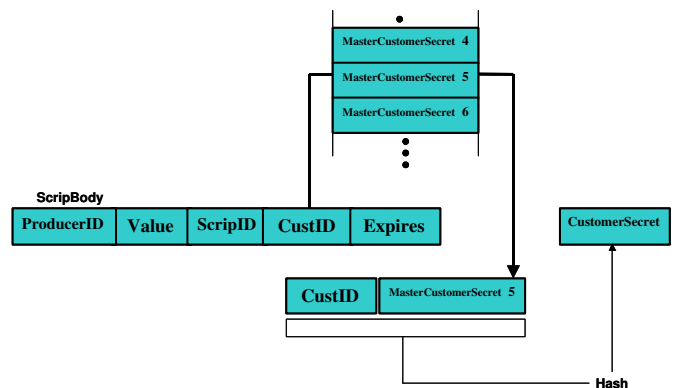 MasterCustomerSecret 4
MasterCustomerSecret 5
MasterCustomerSecret 6
ScripBody
ProducerID Value ScripID CustID Expires
CustomerSecret
CustID MasterCustomerSecret 5
Hash